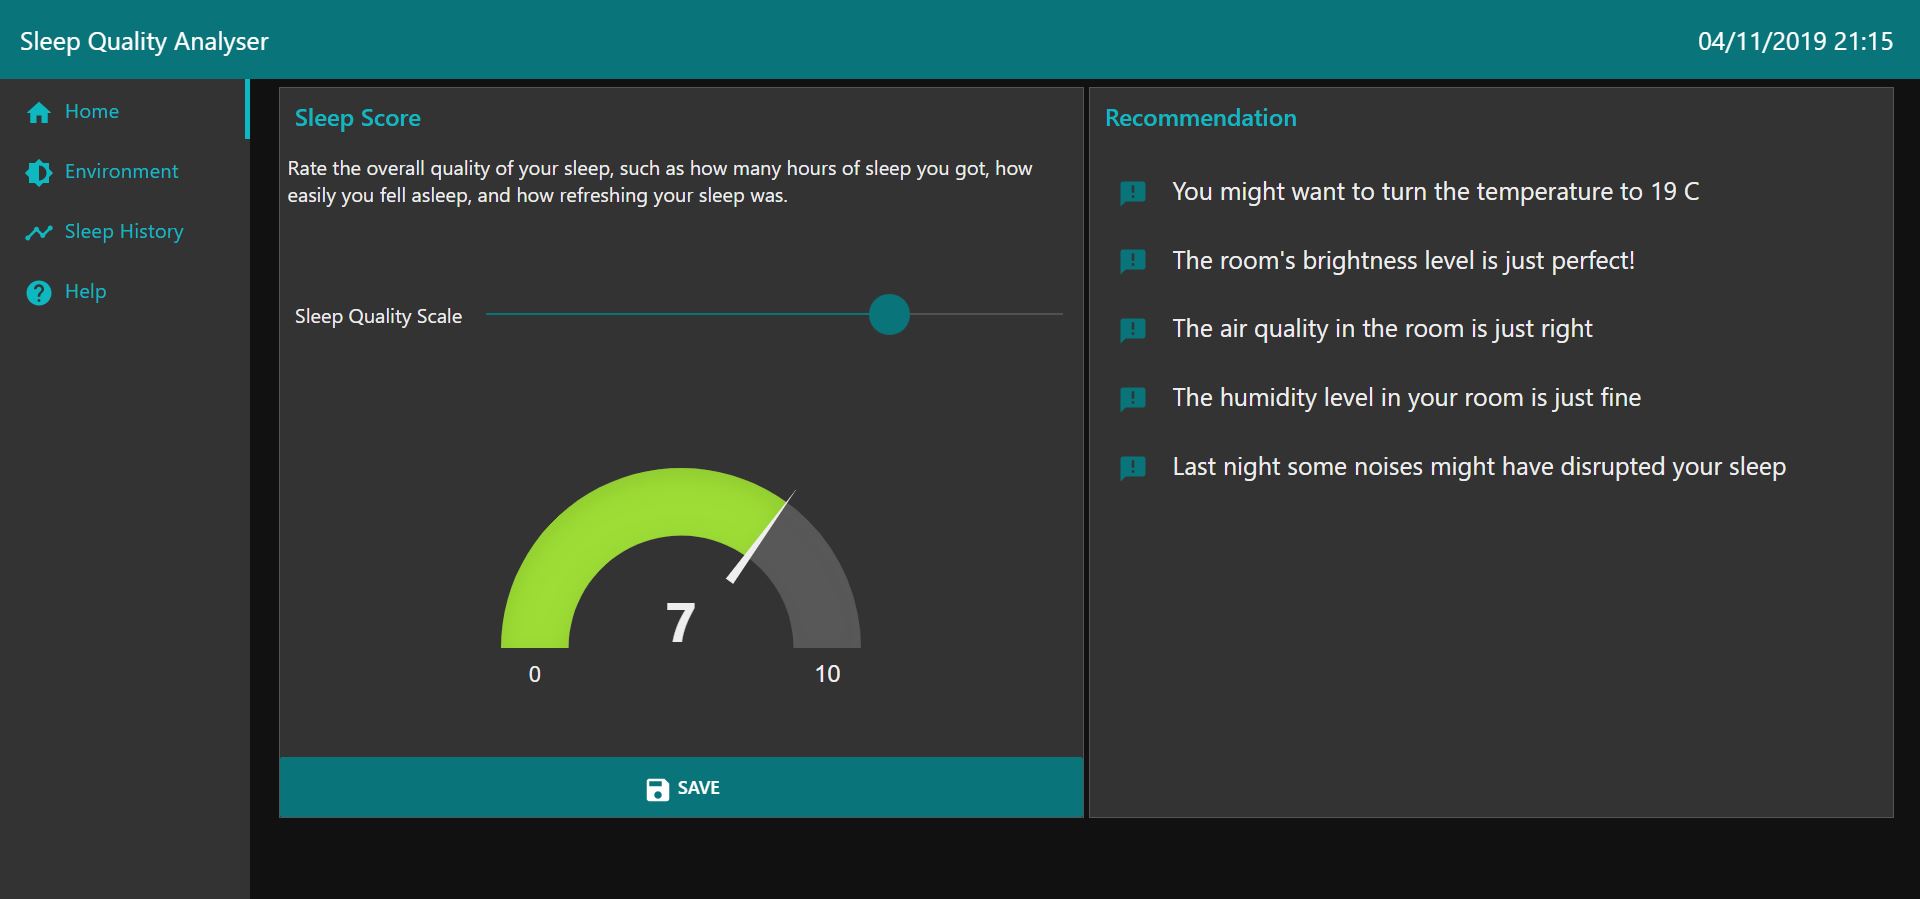 Sleep Quality Analyser
04/11/2019 21:15
Home
Environment
Sleep History
Help
Sleep Score
Rate the overall quality of your sleep, such as how many hours of sleep you got, how
easily you fell asleep, and how refreshing your sleep was.
Sleep Quality Scale
7
0
10
SAVE
Recommendation
You might want to turn the temperature to 19 C
The room's brightness level is just perfect!
The air quality in the room is just right
The humidity level in your room is just fine
Last night some noises might have disrupted your sleep